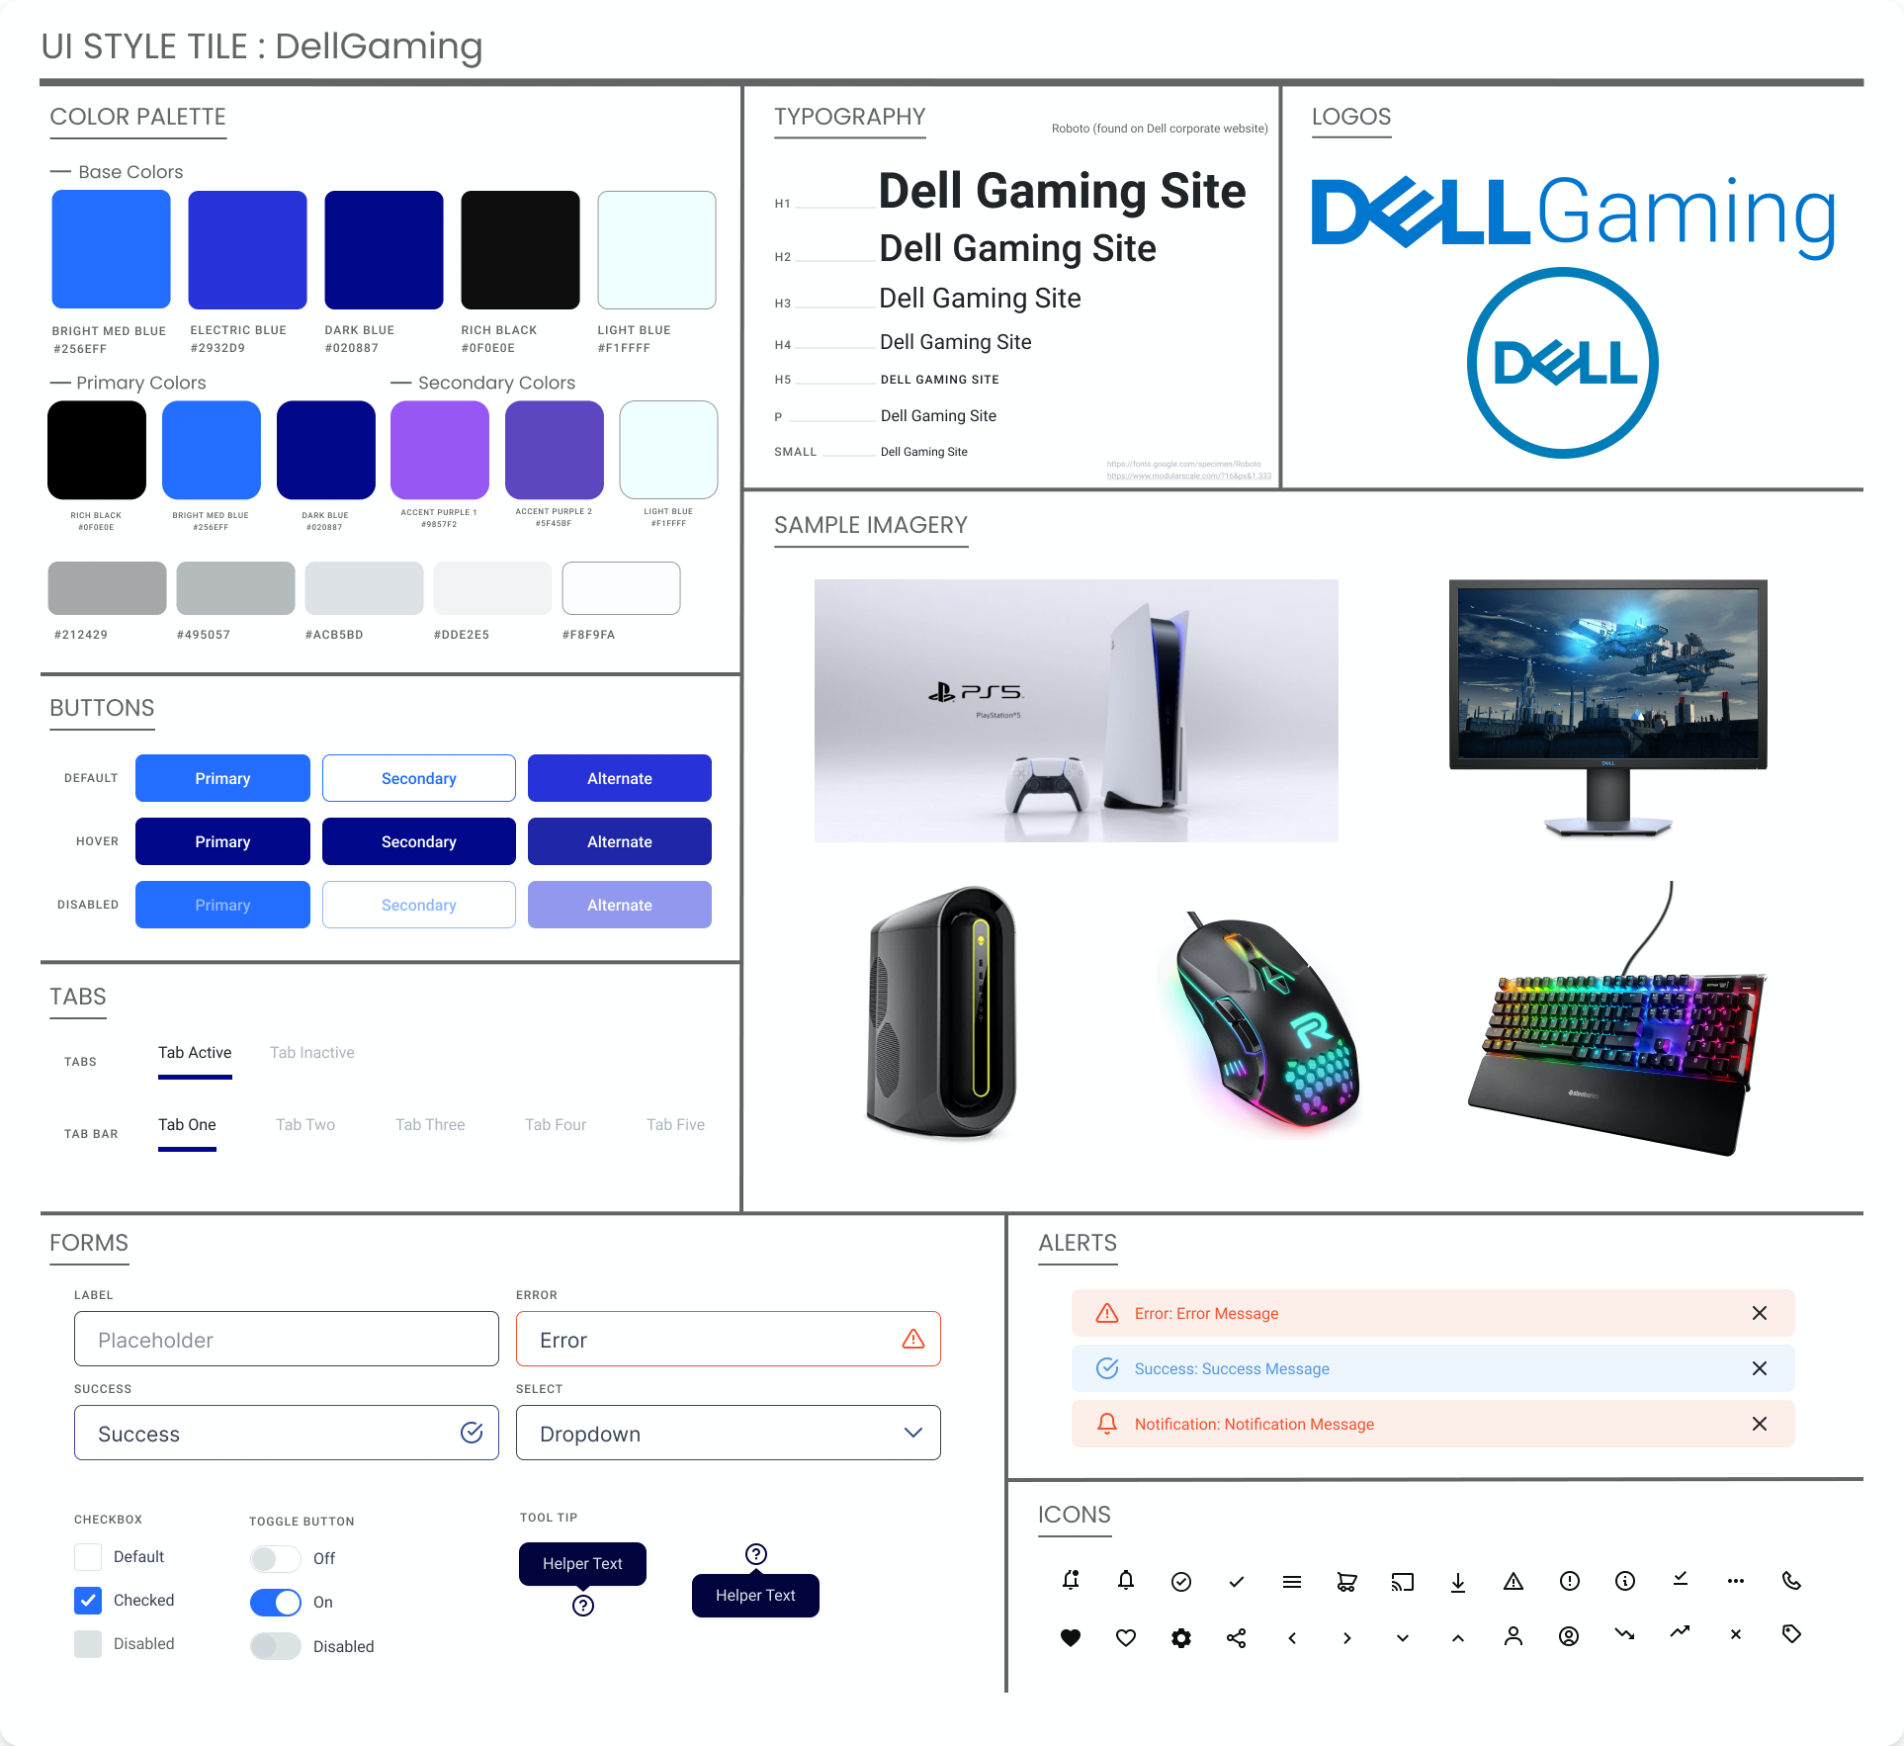 UI STYLE TILE : DellGaming
COLOR PALETTE
Base Colors
BRIGHT MED BLUE
#256EFF
ELECTRIC BLUE
#2932D9
DARK BLUE
#020887
RICH BLACK
#0F0E0E
LIGHT BLUE
#F1FFFF
Primary Colors
RICH BLACK
#0F0E0E
BRIGHT MED BLUE
#256EFF
DARK BLUE
#020887
Secondary Colors
ACCENT PURPLE 1
#9857F2
ACCENT PURPLE 2
#5F45BF
LIGHT BLUE
#F1FFFF
#212429
#495057
#ACB5BD
#DDE2E5
#F8F9FA
TYPOGRAPHY
Roboto (found on Dell corporate website)
H1 Dell Gaming Site
H2 Dell Gaming Site
H3 Dell Gaming Site
H4 Dell Gaming Site
H5 DELL GAMING SITE
P Dell Gaming Site
SMALL Dell Gaming Site
https://fonts.google.com/specimen/Roboto
https://www.modularscale.com/?16&px&1.333
LOGOS
DELL Gaming
DELL
SAMPLE IMAGERY
PS5
PlayStation®5
DELL
R
steelseries
BUTTONS
DEFAULT Primary Secondary Alternate
HOVER Primary Secondary Alternate
DISABLED Primary Secondary Alternate
TABS
TABS Tab Active Tab Inactive
TAB BAR Tab One Tab Two Tab Three Tab Four Tab Five
FORMS
LABEL
Placeholder
ERROR
Error
SUCCESS
Success
SELECT
Dropdown
CHECKBOX
Default
Checked
Disabled
TOGGLE BUTTON
Off
On
Disabled
TOOL TIP
Helper Text
Helper Text
ALERTS
Error: Error Message
Success: Success Message
Notification: Notification Message
ICONS